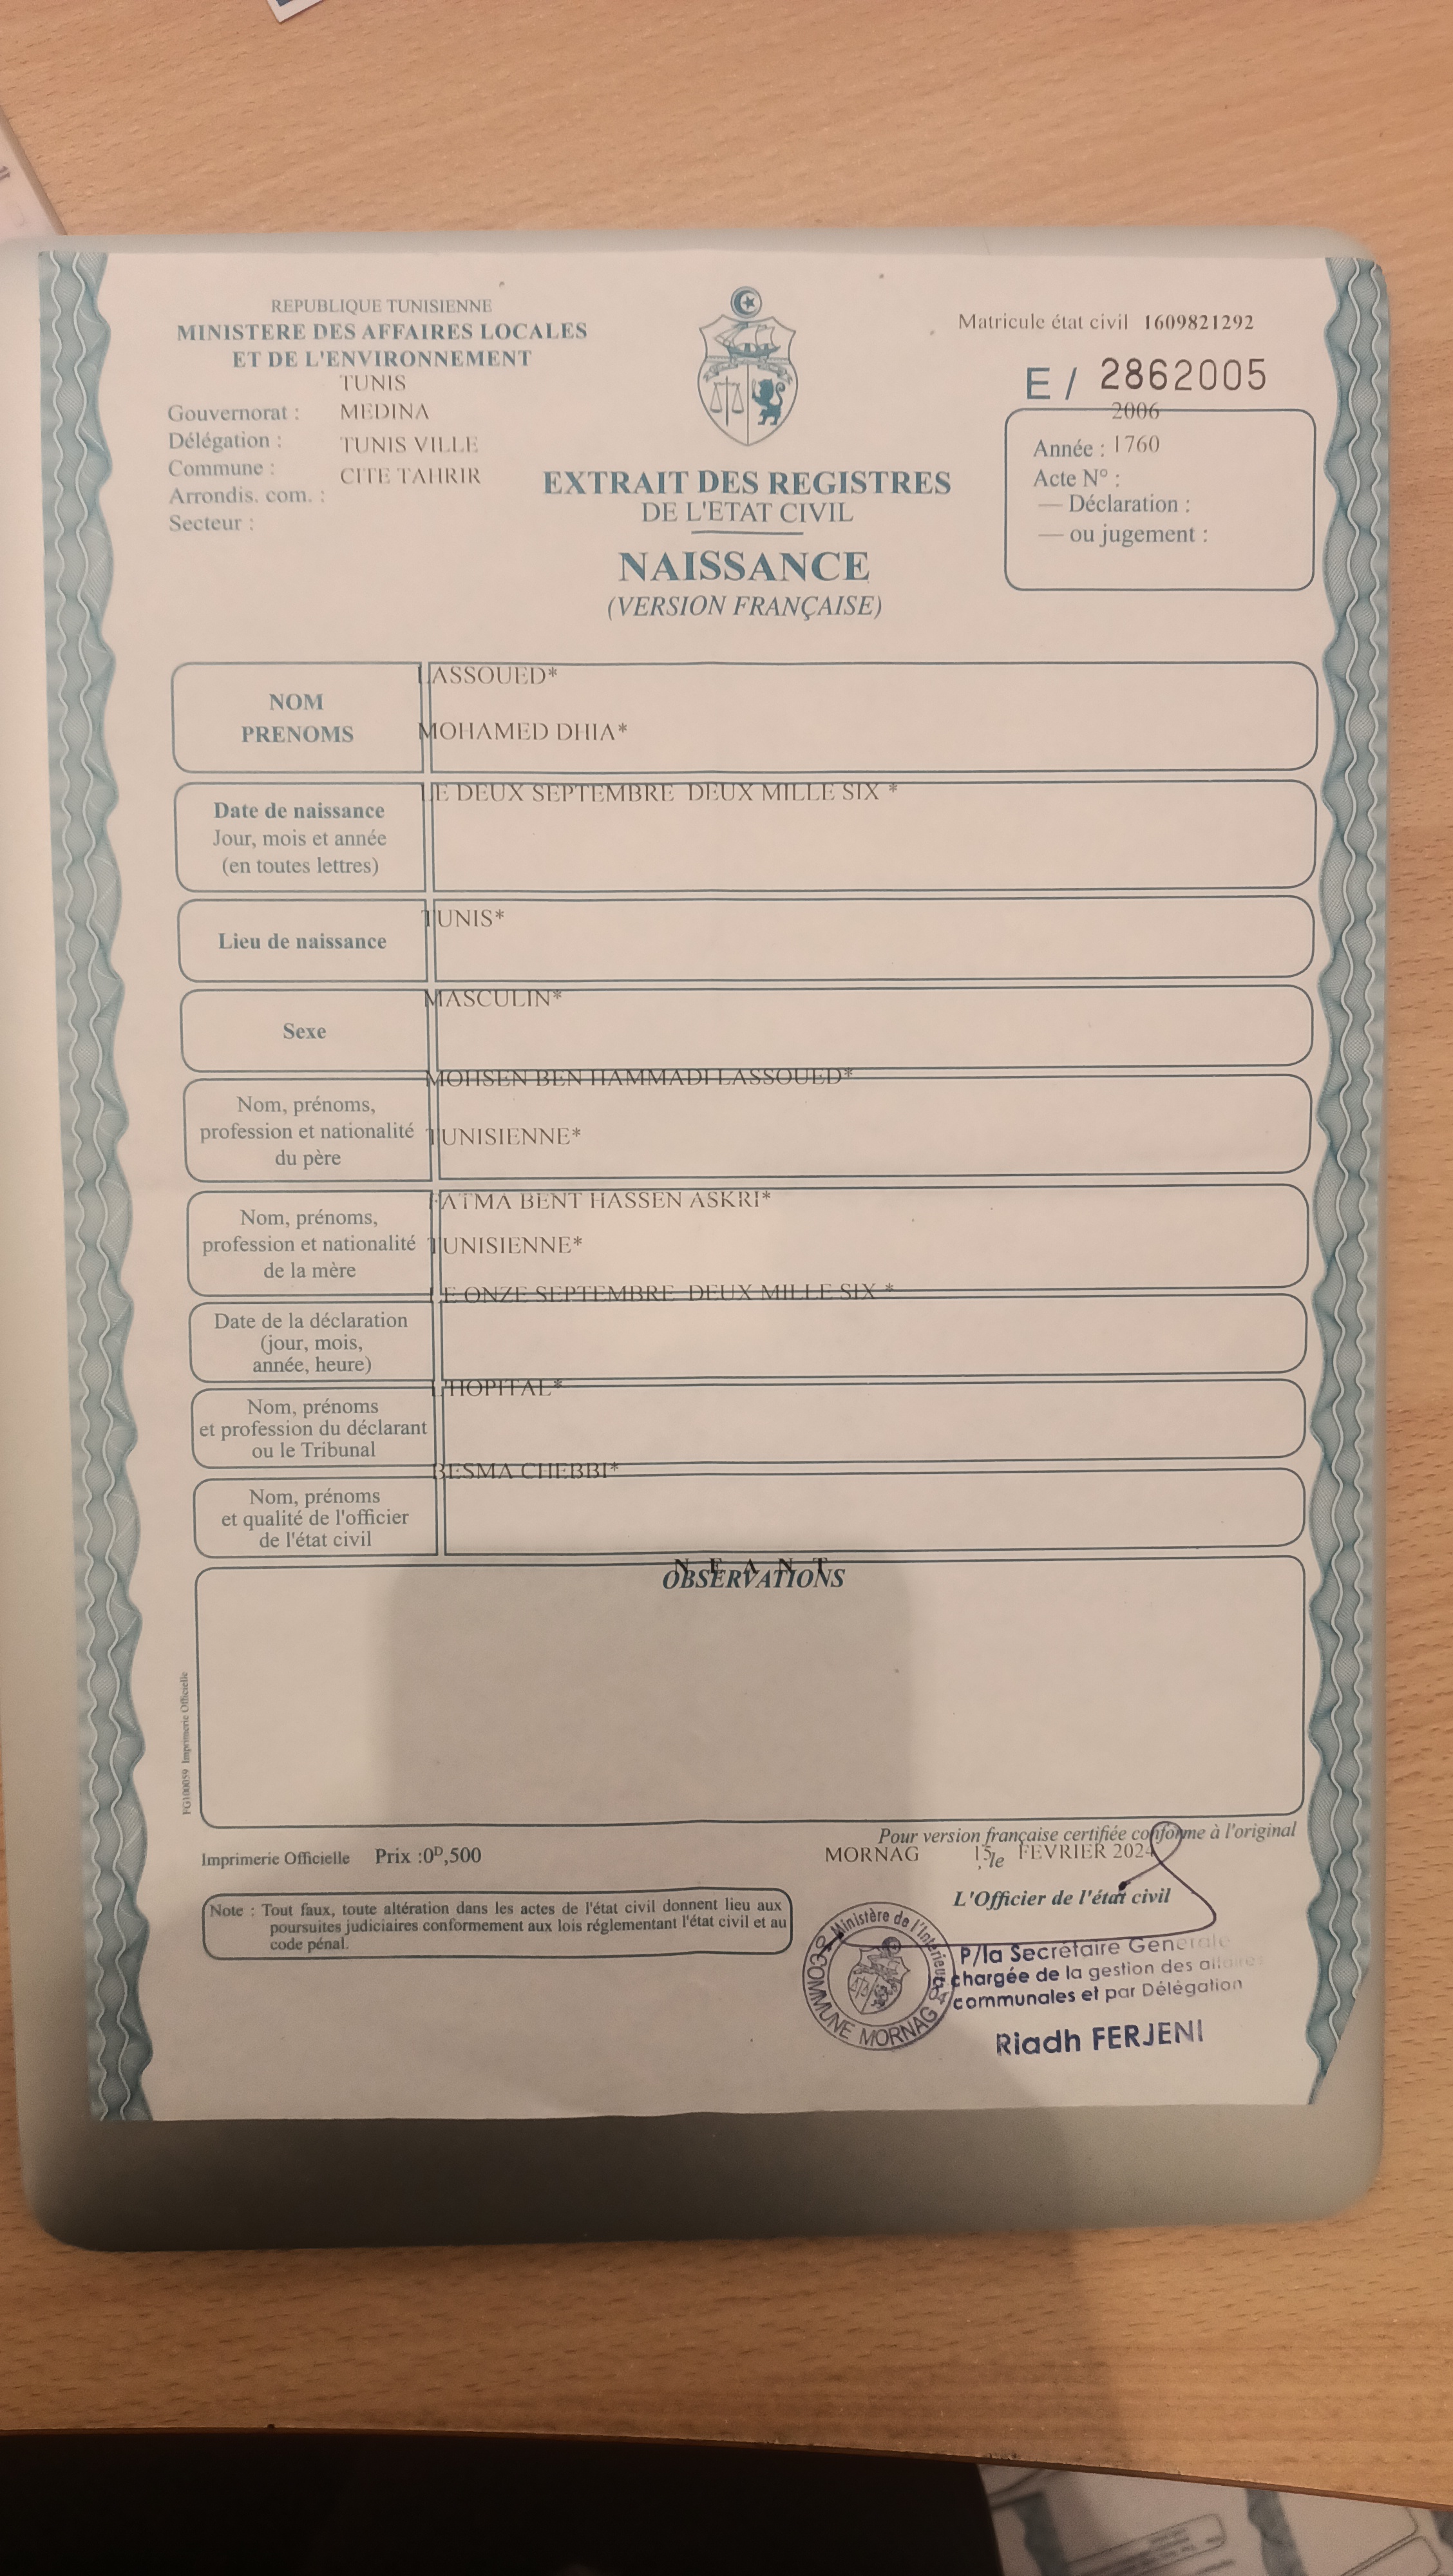 REPUBLIQUE TUNISIENNE
MINISTERE DES AFFAIRES LOCALES
ET DE L'ENVIRONNEMENT
TUNIS
Gouvernorat : MEDINA
Délégation : TUNIS VILLE
Commune : CITE TAHRIR
Arrondis. com. :
Secteur :
Matricule état civil 1609821292
E / 2862005
2006
Année : 1760
Acte N° :
— Déclaration :
— ou jugement :
EXTRAIT DES REGISTRES
DE L'ETAT CIVIL
NAISSANCE
(VERSION FRANÇAISE)
NOM LASSOUED*
PRENOMS MOHAMED DHIA*
LE DEUX SEPTEMBRE DEUX MILLE SIX *
Date de naissance
Jour, mois et année
(en toutes lettres)
TUNIS*
Lieu de naissance
MASCULIN*
Sexe
MOHSEN BEN HAMMADI LASSOUED*
Nom, prénoms,
profession et nationalité TUNISIENNE*
du père
FATMA BENT HASSEN ASKRI*
Nom, prénoms,
profession et nationalité TUNISIENNE*
de la mère
LE ONZE SEPTEMBRE DEUX MILLE SIX *
Date de la déclaration
(jour, mois,
année, heure)
L'HOPITAL*
Nom, prénoms
et profession du déclarant
ou le Tribunal
BESMA CHEBBI*
Nom, prénoms
et qualité de l'officier
de l'état civil
N E A N T
OBSERVATIONS
FG100059 Imprimerie Officielle
Pour version française certifiée conforme à l'original
Imprimerie Officielle Prix :0ᴰ,500
MORNAG , le 15 FEVRIER 2024
L'Officier de l'état civil
Note : Tout faux, toute altération dans les actes de l'état civil donnent lieu aux
poursuites judiciaires conformement aux lois réglementant l'état civil et au
code pénal.
Ministère de l'Intérieur
COMMUNE MORNAG
P/la Secrétaire Generale
chargée de la gestion des affaires
communales et par Délégation
Riadh FERJENI